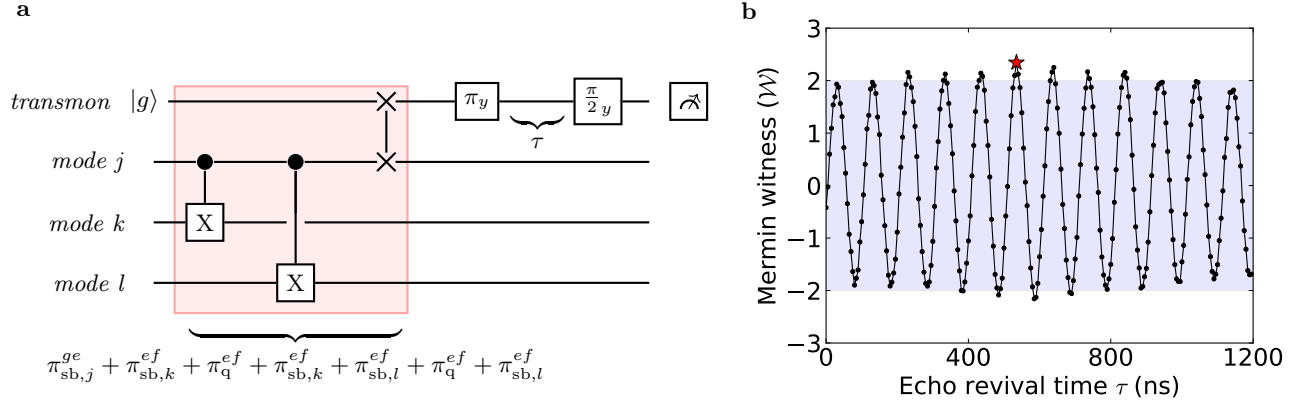 a
transmon |g⟩
π_y
π/2 _y
τ
mode j
mode k
X
mode l
X
π^{ge}_{sb,j} + π^{ef}_{sb,k} + π^{ef}_q + π^{ef}_{sb,k} + π^{ef}_{sb,l} + π^{ef}_q + π^{ef}_{sb,l}
b
Mermin witness (𝒲)
3
2
1
0
−1
−2
−3
0 400 800 1200
Echo revival time τ (ns)